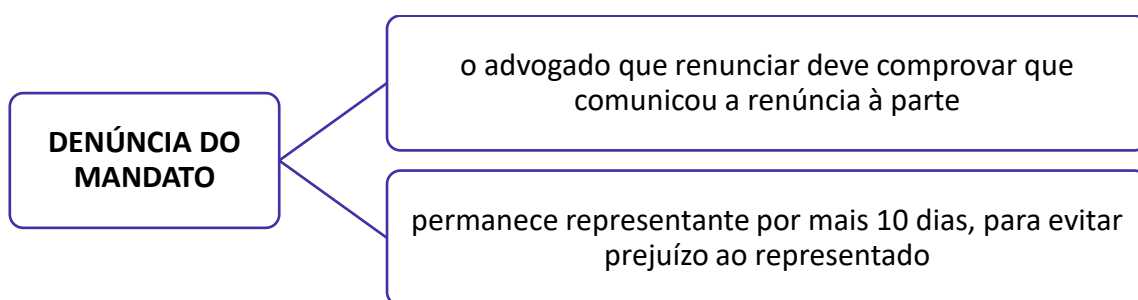 DENÚNCIA DO
MANDATO
o advogado que renunciar deve comprovar que
comunicou a renúncia à parte
permanece representante por mais 10 dias, para evitar
prejuízo ao representado